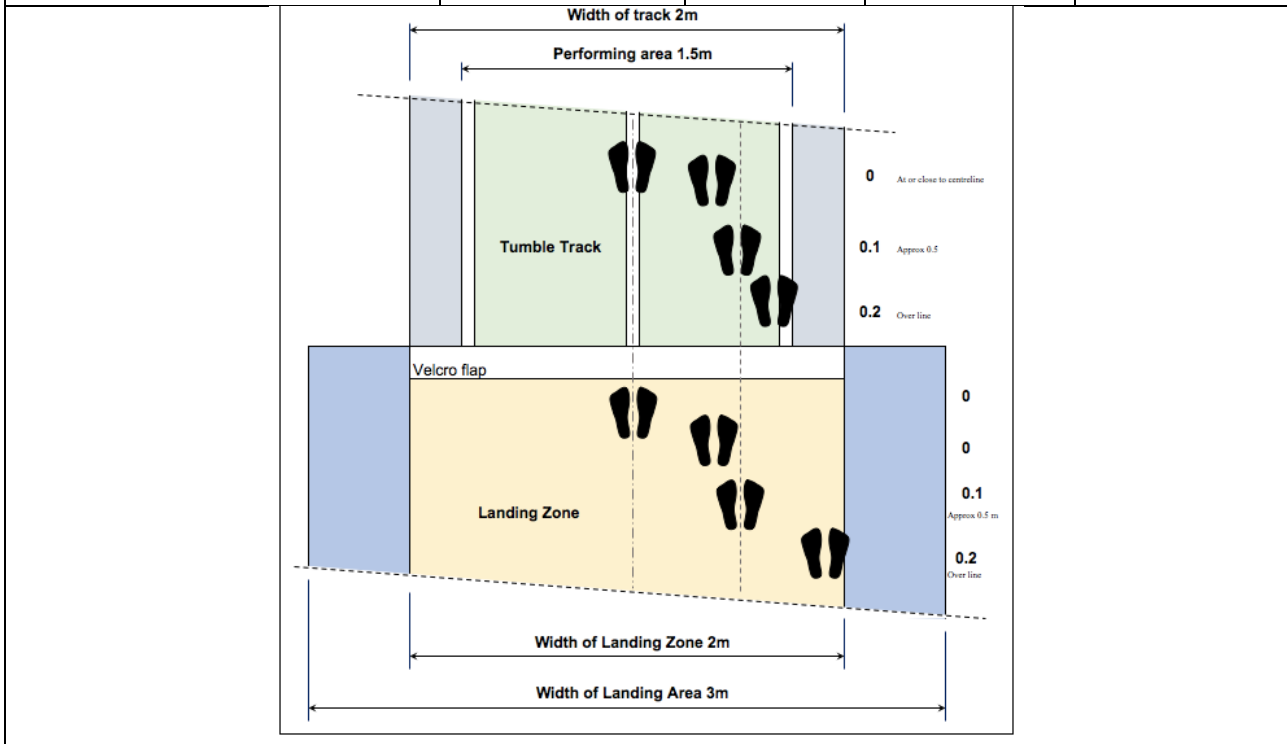 Width of track 2m
Performing area 1.5m
0 At or close to centreline
Tumble Track
0.1 Approx 0.5
0.2 Over line
Velcro flap
0
0
0.1
Landing Zone
Approx 0.5 m
0.2
Over line
Width of Landing Zone 2m
Width of Landing Area 3m